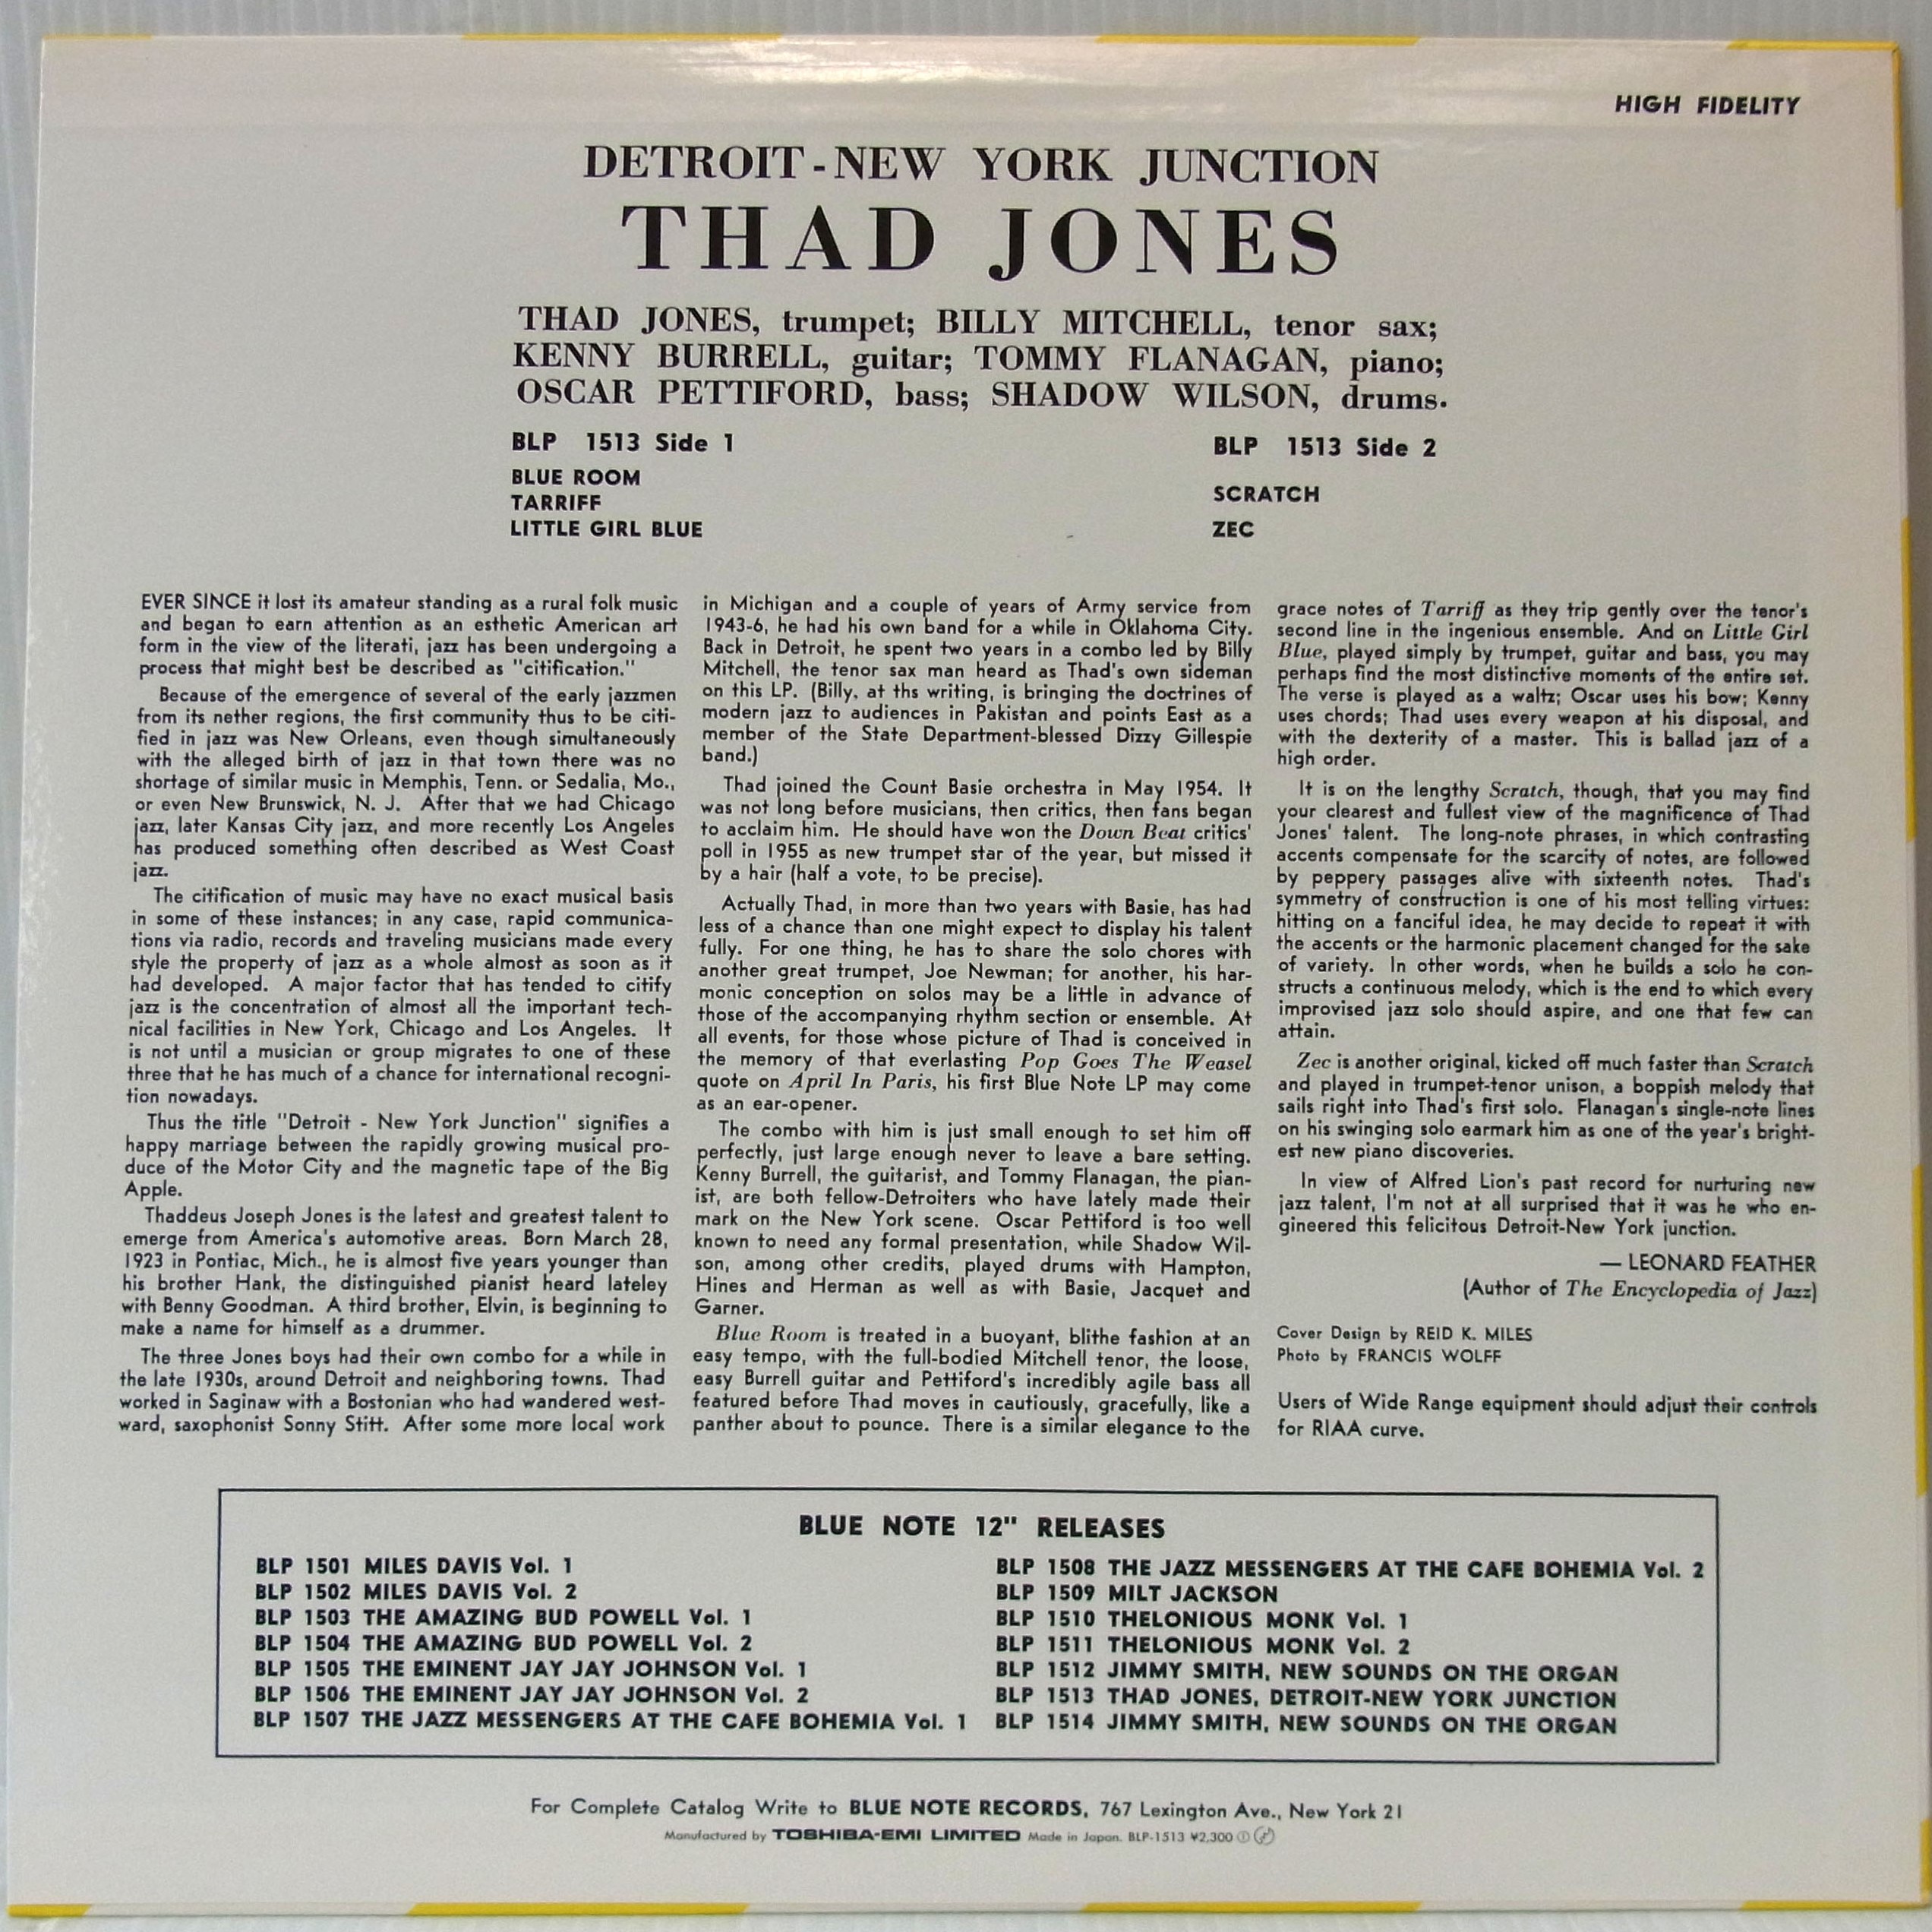 HIGH FIDELITY
DETROIT-NEW YORK JUNCTION
THAD JONES
THAD JONES, trumpet; BILLY MITCHELL, tenor sax;
KENNY BURRELL, guitar; TOMMY FLANAGAN, piano;
OSCAR PETTIFORD, bass; SHADOW WILSON, drums.
BLP 1513 Side 1
BLUE ROOM
TARRIFF
LITTLE GIRL BLUE
BLP 1513 Side 2
SCRATCH
ZEC
EVER SINCE it lost its amateur standing as a rural folk music
and began to earn attention as an esthetic American art
form in the view of the literati, jazz has been undergoing a
process that might best be described as "citification."
Because of the emergence of several of the early jazzmen
from its nether regions, the first community thus to be citi-
fied in jazz was New Orleans, even though simultaneously
with the alleged birth of jazz in that town there was no
shortage of similar music in Memphis, Tenn. or Sedalia, Mo.,
or even New Brunswick, N. J. After that we had Chicago
jazz, later Kansas City jazz, and more recently Los Angeles
has produced something often described as West Coast
jazz.
The citification of music may have no exact musical basis
in some of these instances; in any case, rapid communica-
tions via radio, records and traveling musicians made every
style the property of jazz as a whole almost as soon as it
had developed. A major factor that has tended to citify
jazz is the concentration of almost all the important tech-
nical facilities in New York, Chicago and Los Angeles. It
is not until a musician or group migrates to one of these
three that he has much of a chance for international recogni-
tion nowadays.
Thus the title "Detroit - New York Junction" signifies a
happy marriage between the rapidly growing musical pro-
duce of the Motor City and the magnetic tape of the Big
Apple.
Thaddeus Joseph Jones is the latest and greatest talent to
emerge from America's automotive areas. Born March 28,
1923 in Pontiac, Mich., he is almost five years younger than
his brother Hank, the distinguished pianist heard lateley
with Benny Goodman. A third brother, Elvin, is beginning to
make a name for himself as a drummer.
The three Jones boys had their own combo for a while in
the late 1930s, around Detroit and neighboring towns. Thad
worked in Saginaw with a Bostonian who had wandered west-
ward, saxophonist Sonny Stitt. After some more local work
in Michigan and a couple of years of Army service from
1943-6, he had his own band for a while in Oklahoma City.
Back in Detroit, he spent two years in a combo led by Billy
Mitchell, the tenor sax man heard as Thad's own sideman
on this LP. (Billy, at ths writing, is bringing the doctrines of
modern jazz to audiences in Pakistan and points East as a
member of the State Department-blessed Dizzy Gillespie
band.)
Thad joined the Count Basie orchestra in May 1954. It
was not long before musicians, then critics, then fans began
to acclaim him. He should have won the Down Beat critics'
poll in 1955 as new trumpet star of the year, but missed it
by a hair (half a vote, to be precise).
Actually Thad, in more than two years with Basie, has had
less of a chance than one might expect to display his talent
fully. For one thing, he has to share the solo chores with
another great trumpet, Joe Newman; for another, his har-
monic conception on solos may be a little in advance of
those of the accompanying rhythm section or ensemble. At
all events, for those whose picture of Thad is conceived in
the memory of that everlasting Pop Goes The Weasel
quote on April In Paris, his first Blue Note LP may come
as an ear-opener.
The combo with him is just small enough to set him off
perfectly, just large enough never to leave a bare setting.
Kenny Burrell, the guitarist, and Tommy Flanagan, the pian-
ist, are both fellow-Detroiters who have lately made their
mark on the New York scene. Oscar Pettiford is too well
known to need any formal presentation, while Shadow Wil-
son, among other credits, played drums with Hampton,
Hines and Herman as well as with Basie, Jacquet and
Garner.
Blue Room is treated in a buoyant, blithe fashion at an
easy tempo, with the full-bodied Mitchell tenor, the loose,
easy Burrell guitar and Pettiford's incredibly agile bass all
featured before Thad moves in cautiously, gracefully, like a
panther about to pounce. There is a similar elegance to the
grace notes of Tarriff as they trip gently over the tenor's
second line in the ingenious ensemble. And on Little Girl
Blue, played simply by trumpet, guitar and bass, you may
perhaps find the most distinctive moments of the entire set.
The verse is played as a waltz; Oscar uses his bow; Kenny
uses chords; Thad uses every weapon at his disposal, and
with the dexterity of a master. This is ballad jazz of a
high order.
It is on the lengthy Scratch, though, that you may find
your clearest and fullest view of the magnificence of Thad
Jones' talent. The long-note phrases, in which contrasting
accents compensate for the scarcity of notes, are followed
by peppery passages alive with sixteenth notes. Thad's
symmetry of construction is one of his most telling virtues:
hitting on a fanciful idea, he may decide to repeat it with
the accents or the harmonic placement changed for the sake
of variety. In other words, when he builds a solo he con-
structs a continuous melody, which is the end to which every
improvised jazz solo should aspire, and one that few can
attain.
Zec is another original, kicked off much faster than Scratch
and played in trumpet-tenor unison, a boppish melody that
sails right into Thad's first solo. Flanagan's single-note lines
on his swinging solo earmark him as one of the year's bright-
est new piano discoveries.
In view of Alfred Lion's past record for nurturing new
jazz talent, I'm not at all surprised that it was he who en-
gineered this felicitous Detroit-New York junction.
— LEONARD FEATHER
(Author of The Encyclopedia of Jazz)
Cover Design by REID K. MILES
Photo by FRANCIS WOLFF
Users of Wide Range equipment should adjust their controls
for RIAA curve.
BLUE NOTE 12" RELEASES
BLP 1501 MILES DAVIS Vol. 1
BLP 1502 MILES DAVIS Vol. 2
BLP 1503 THE AMAZING BUD POWELL Vol. 1
BLP 1504 THE AMAZING BUD POWELL Vol. 2
BLP 1505 THE EMINENT JAY JAY JOHNSON Vol. 1
BLP 1506 THE EMINENT JAY JAY JOHNSON Vol. 2
BLP 1507 THE JAZZ MESSENGERS AT THE CAFE BOHEMIA Vol. 1
BLP 1508 THE JAZZ MESSENGERS AT THE CAFE BOHEMIA Vol. 2
BLP 1509 MILT JACKSON
BLP 1510 THELONIOUS MONK Vol. 1
BLP 1511 THELONIOUS MONK Vol. 2
BLP 1512 JIMMY SMITH, NEW SOUNDS ON THE ORGAN
BLP 1513 THAD JONES, DETROIT-NEW YORK JUNCTION
BLP 1514 JIMMY SMITH, NEW SOUNDS ON THE ORGAN
For Complete Catalog Write to BLUE NOTE RECORDS, 767 Lexington Ave., New York 21
Manufactured by TOSHIBA-EMI LIMITED Made in Japan. BLP-1513 ¥2,300